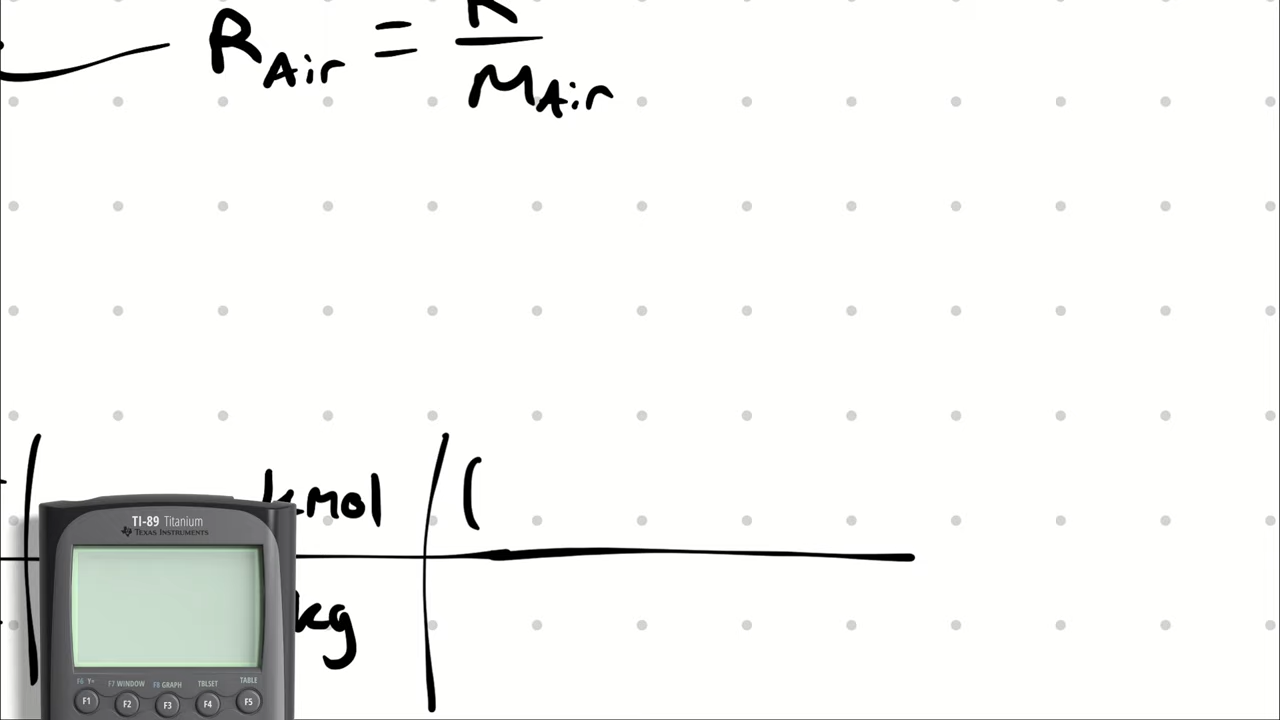 R
R_Air = 
M_Air
kmol (
kg
TI-89 Titanium
TEXAS INSTRUMENTS
F6 Y= F7 WINDOW F8 GRAPH TBLSET TABLE
F1 F2 F3 F4 F5